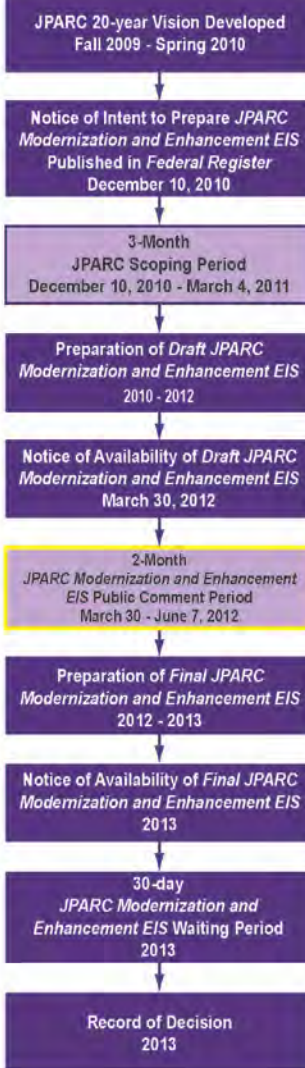 JPARC 20-year Vision Developed
Fall 2009 - Spring 2010
Notice of Intent to Prepare JPARC
Modernization and Enhancement EIS
Published in Federal Register
December 10, 2010
3-Month
JPARC Scoping Period
December 10, 2010 - March 4, 2011
Preparation of Draft JPARC
Modernization and Enhancement EIS
2010 - 2012
Notice of Availability of Draft JPARC
Modernization and Enhancement EIS
March 30, 2012
2-Month
JPARC Modernization and Enhancement
EIS Public Comment Period
March 30 - June 7, 2012
Preparation of Final JPARC
Modernization and Enhancement EIS
2012 - 2013
Notice of Availability of Final JPARC
Modernization and Enhancement EIS
2013
30-day
JPARC Modernization and
Enhancement EIS Waiting Period
2013
Record of Decision
2013